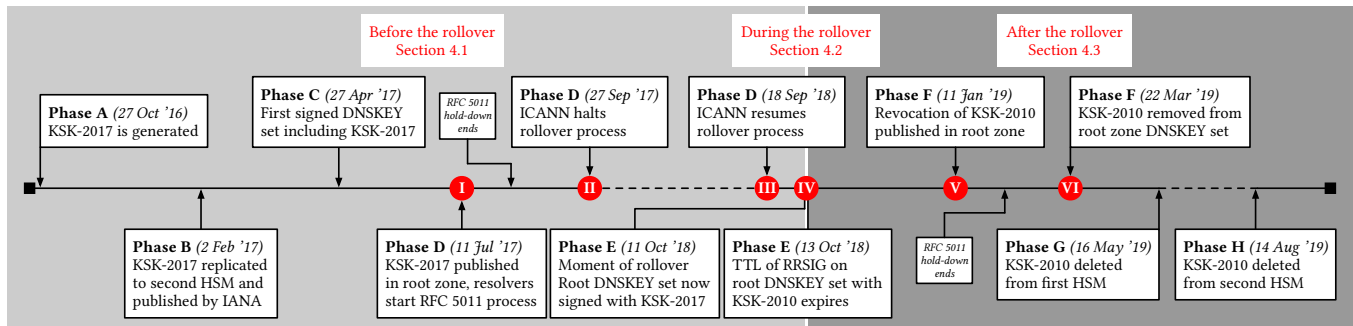 Before the rollover
Section 4.1
During the rollover
Section 4.2
After the rollover
Section 4.3
Phase A (27 Oct '16)
KSK-2017 is generated
Phase C (27 Apr '17)
First signed DNSKEY
set including KSK-2017
RFC 5011
hold-down
ends
Phase D (27 Sep '17)
ICANN halts
rollover process
Phase D (18 Sep '18)
ICANN resumes
rollover process
Phase F (11 Jan '19)
Revocation of KSK-2010
published in root zone
Phase F (22 Mar '19)
KSK-2010 removed from
root zone DNSKEY set
I
II
III
IV
V
VI
Phase B (2 Feb '17)
KSK-2017 replicated
to second HSM and
published by IANA
Phase D (11 Jul '17)
KSK-2017 published
in root zone, resolvers
start RFC 5011 process
Phase E (11 Oct '18)
Moment of rollover
Root DNSKEY set now
signed with KSK-2017
Phase E (13 Oct '18)
TTL of RRSIG on
root DNSKEY set with
KSK-2010 expires
RFC 5011
hold-down
ends
Phase G (16 May '19)
KSK-2010 deleted
from first HSM
Phase H (14 Aug '19)
KSK-2010 deleted
from second HSM